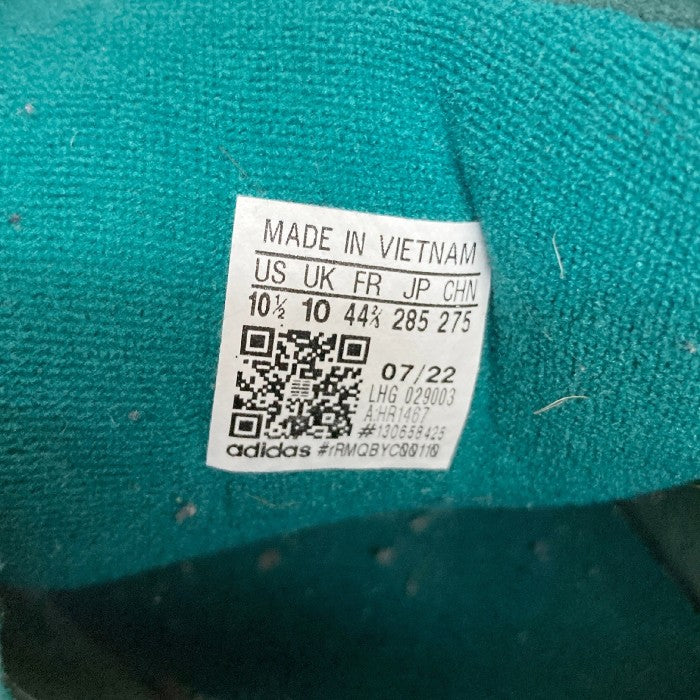 MADE IN VIETNAM
US UK FR JP CHN
10½ 10 44⅔ 285 275
07/22
LHG 029003
A:HR1467
#130658425
adidas #rRMQBYC00110